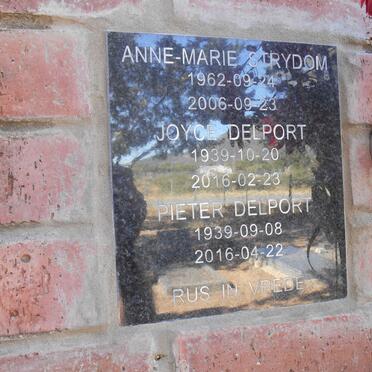 ANNE-MARIE STRYDOM
1962-09-24
2006-09-23
JOYCE DELPORT
1939-10-20
2016-02-23
PIETER DELPORT
1939-09-08
2016-04-22
RUS IN VREDE